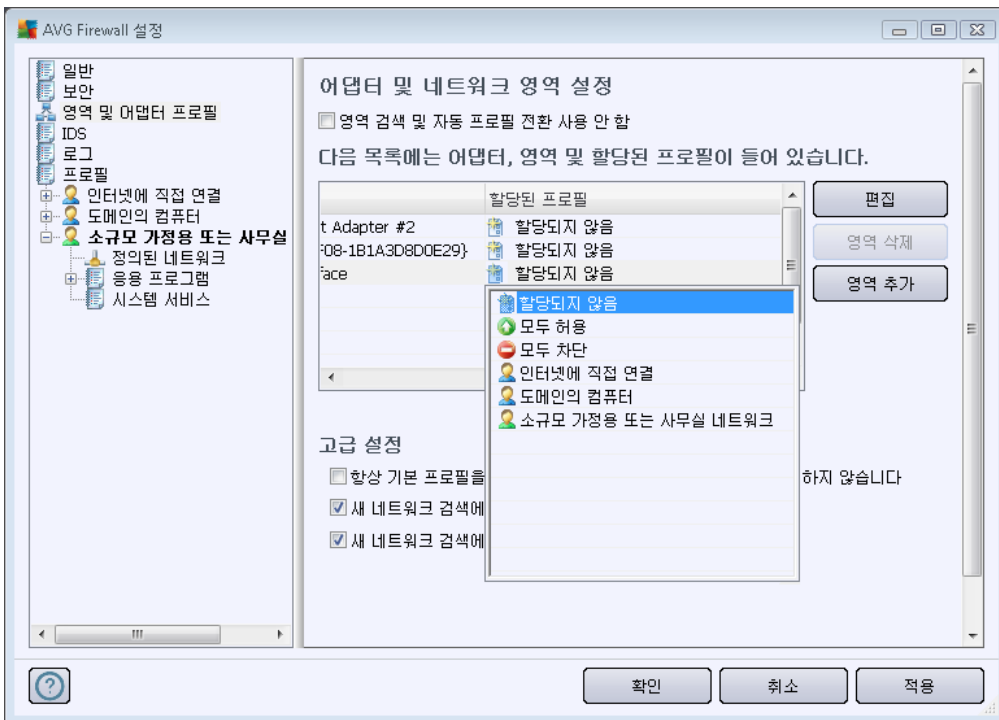 AVG Firewall 설정
일반
보안
영역 및 어댑터 프로필
IDS
로그
프로필
인터넷에 직접 연결
도메인의 컴퓨터
소규모 가정용 또는 사무실
정의된 네트워크
응용 프로그램
시스템 서비스
어댑터 및 네트워크 영역 설정
영역 검색 및 자동 프로필 전환 사용 안 함
다음 목록에는 어댑터, 영역 및 할당된 프로필이 들어 있습니다.
할당된 프로필
t Adapter #2 할당되지 않음
F08-1B1A3D8D0E29} 할당되지 않음
face 할당되지 않음
편집
영역 삭제
영역 추가
할당되지 않음
모두 허용
모두 차단
인터넷에 직접 연결
도메인의 컴퓨터
소규모 가정용 또는 사무실 네트워크
고급 설정
항상 기본 프로필을 하지 않습니다
새 네트워크 검색에
새 네트워크 검색에
확인
취소
적용